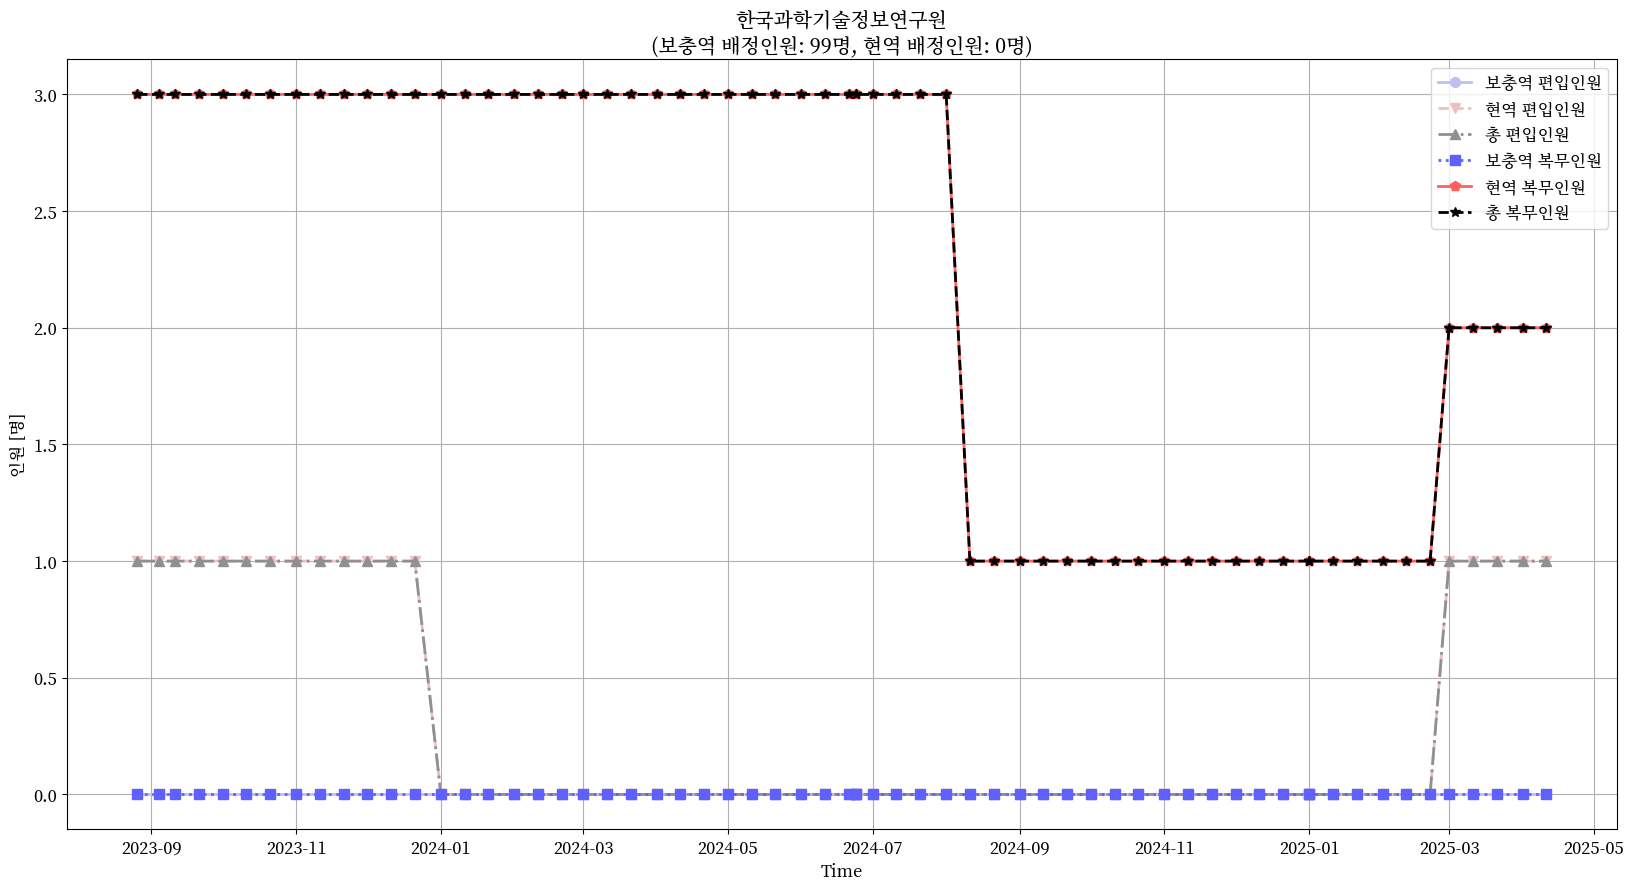 한국과학기술정보연구원
(보충역 배정인원: 99명, 현역 배정인원: 0명)
보충역 편입인원
현역 편입인원
총 편입인원
보충역 복무인원
현역 복무인원
총 복무인원
인원 [명]
3.0
2.5
2.0
1.5
1.0
0.5
0.0
2023-09
2023-11
2024-01
2024-03
2024-05
2024-07
2024-09
2024-11
2025-01
2025-03
2025-05
Time